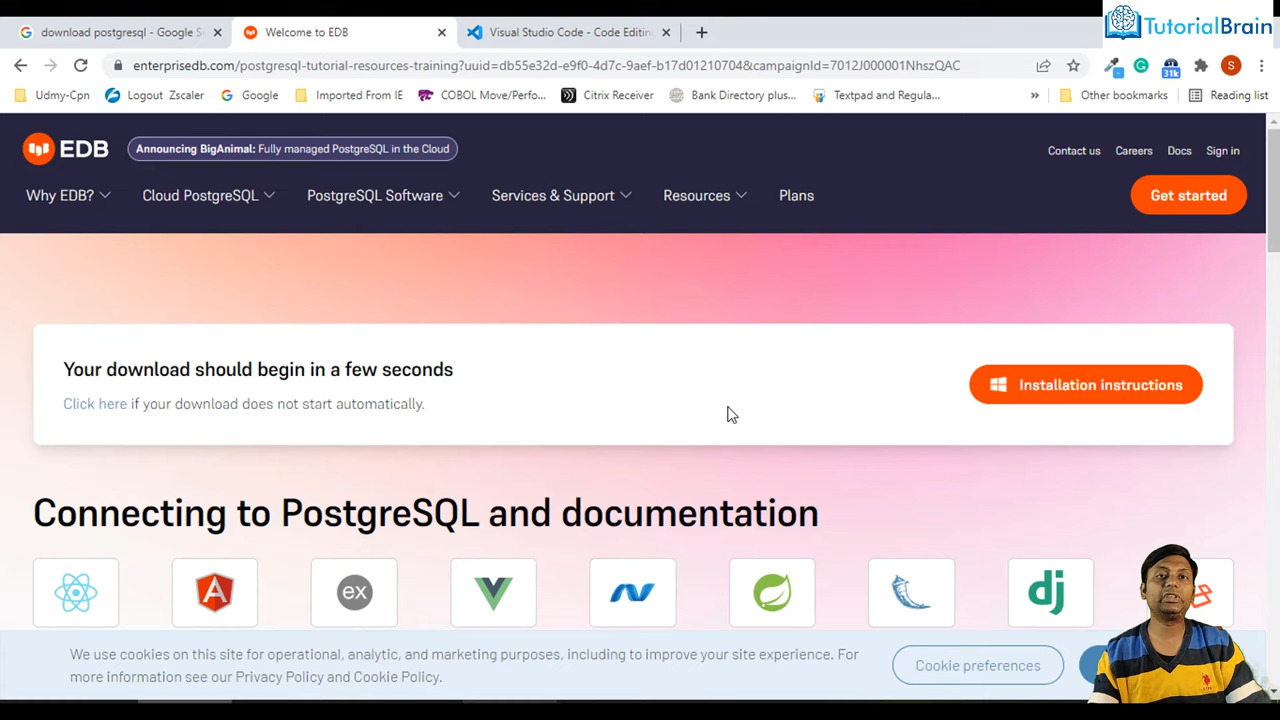 TutorialBrain
download postgresql - Google S
Welcome to EDB
Visual Studio Code - Code Editin
enterprisedb.com/postgresql-tutorial-resources-training?uuid=db55e32d-e9f0-4d7c-9aef-b17d01210704&campaignId=7012J000001NhszQAC
31k
S
Udmy-Cpn
Logout Zscaler
Google
Imported From IE
COBOL Move/Perfo...
Citrix Receiver
Bank Directory plus...
Textpad and Regula...
»
Other bookmarks
Reading list
EDB
Announcing BigAnimal: Fully managed PostgreSQL in the Cloud
Contact us
Careers
Docs
Sign in
Why EDB?
Cloud PostgreSQL
PostgreSQL Software
Services & Support
Resources
Plans
Get started
Your download should begin in a few seconds
Click here if your download does not start automatically.
Installation instructions
Connecting to PostgreSQL and documentation
ex
dj
We use cookies on this site for operational, analytic, and marketing purposes, including to improve your site experience. For
more information see our Privacy Policy and Cookie Policy.
Cookie preferences